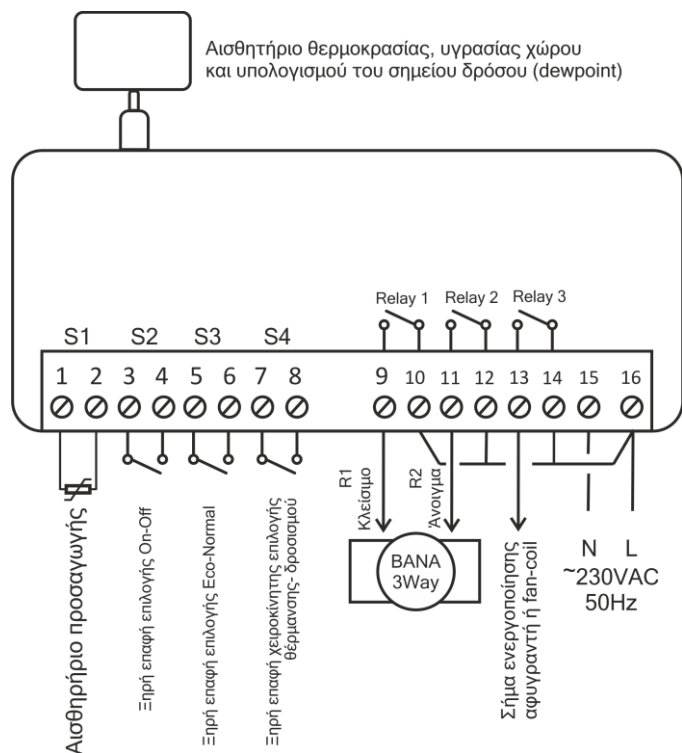 Αισθητήριο θερμοκρασίας, υγρασίας χώρου
και υπολογισμού του σημείου δρόσου (dewpoint)
Relay 1 Relay 2 Relay 3
S1 S2 S3 S4
1 2 3 4 5 6 7 8 9 10 11 12 13 14 15 16
Αισθηρήριο προσαγωγής
Ξηρή επαφή επιλογής On-Off
Ξηρή επαφή επιλογής Eco-Normal
Ξηρή επαφή χειροκίνητης επιλογής
θέρμανσης- δροσισμού
R1
Κλείσιμο
R2
Άνοιγμα
BANA
3Way
Σήμα ενεργοποίησης
αφυγραντή ή fan-coil
N L
~230VAC
50Hz